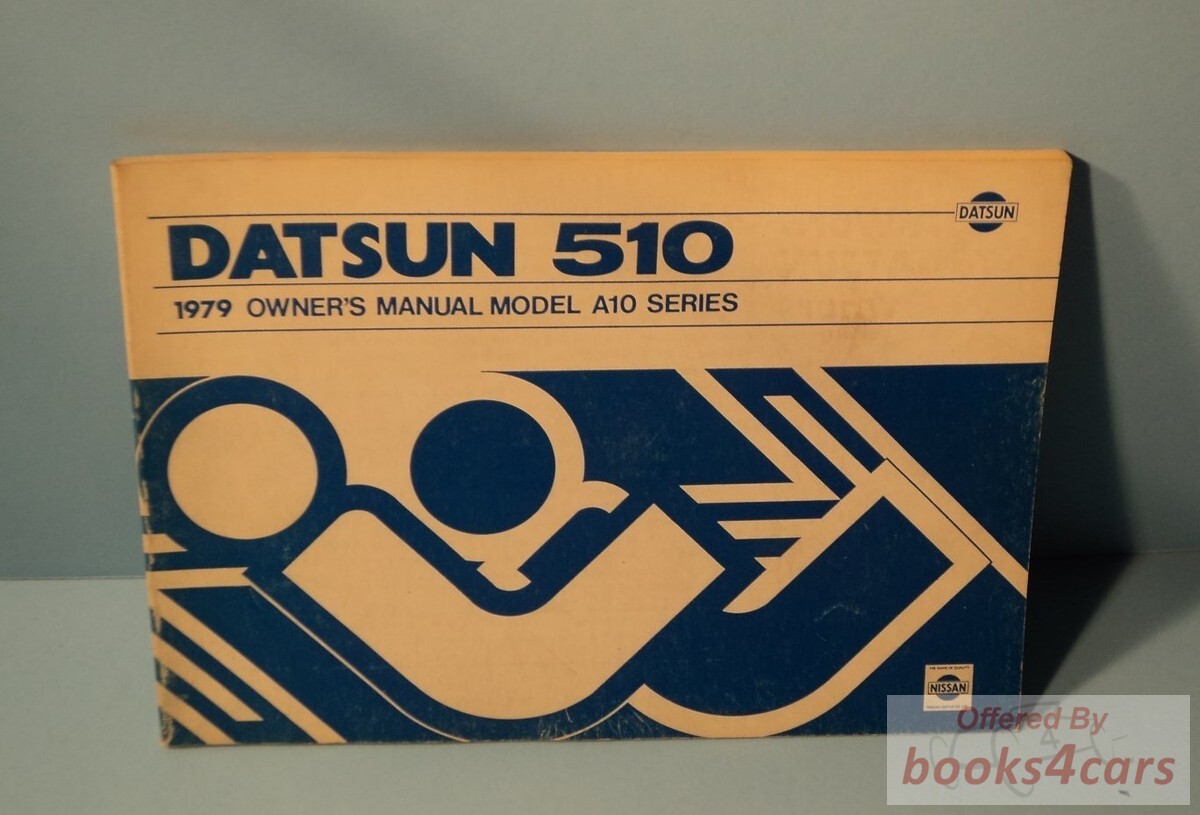 DATSUN
DATSUN 510
1979 OWNER'S MANUAL MODEL A10 SERIES
NISSAN
Offered By
books4cars